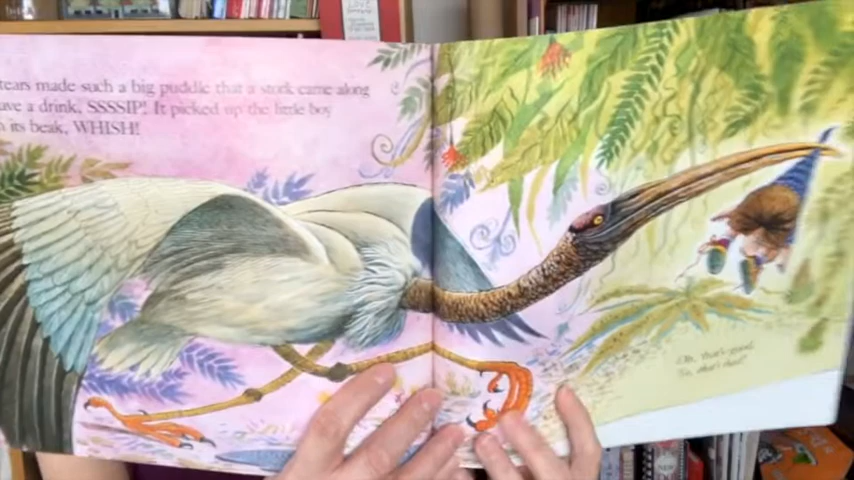 tears made such a big puddle that a stork came along
ave a drink, SSSSIP! It picked up the little boy
n its beak, WHISH!
Oh, that's good.
No, that's bad!